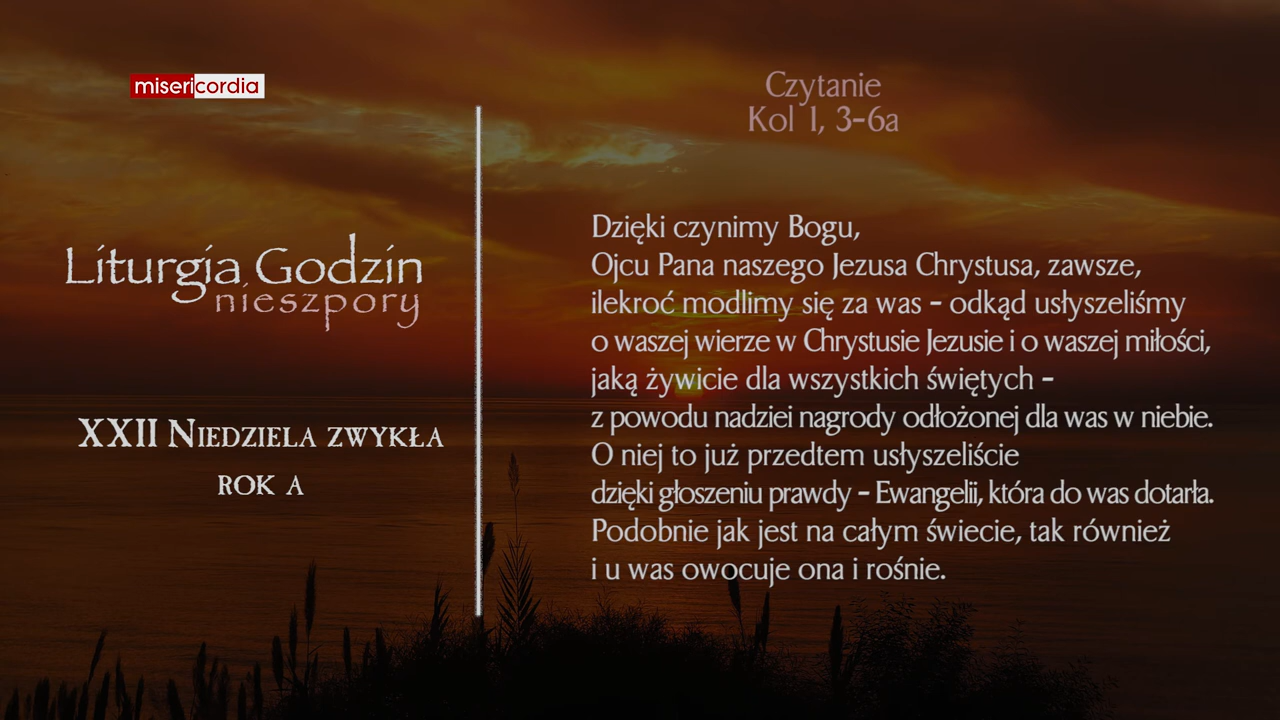 misericordia
Liturgia Godzin
nieszpory
XXII Niedziela zwykła
rok A
Czytanie
Kol 1, 3-6a
Dzięki czynimy Bogu,
Ojcu Pana naszego Jezusa Chrystusa, zawsze,
ilekroć modlimy się za was – odkąd usłyszeliśmy
o waszej wierze w Chrystusie Jezusie i o waszej miłości,
jaką żywicie dla wszystkich świętych –
z powodu nadziei nagrody odłożonej dla was w niebie.
O niej to już przedtem usłyszeliście
dzięki głoszeniu prawdy – Ewangelii, która do was dotarła.
Podobnie jak jest na całym świecie, tak również
i u was owocuje ona i rośnie.